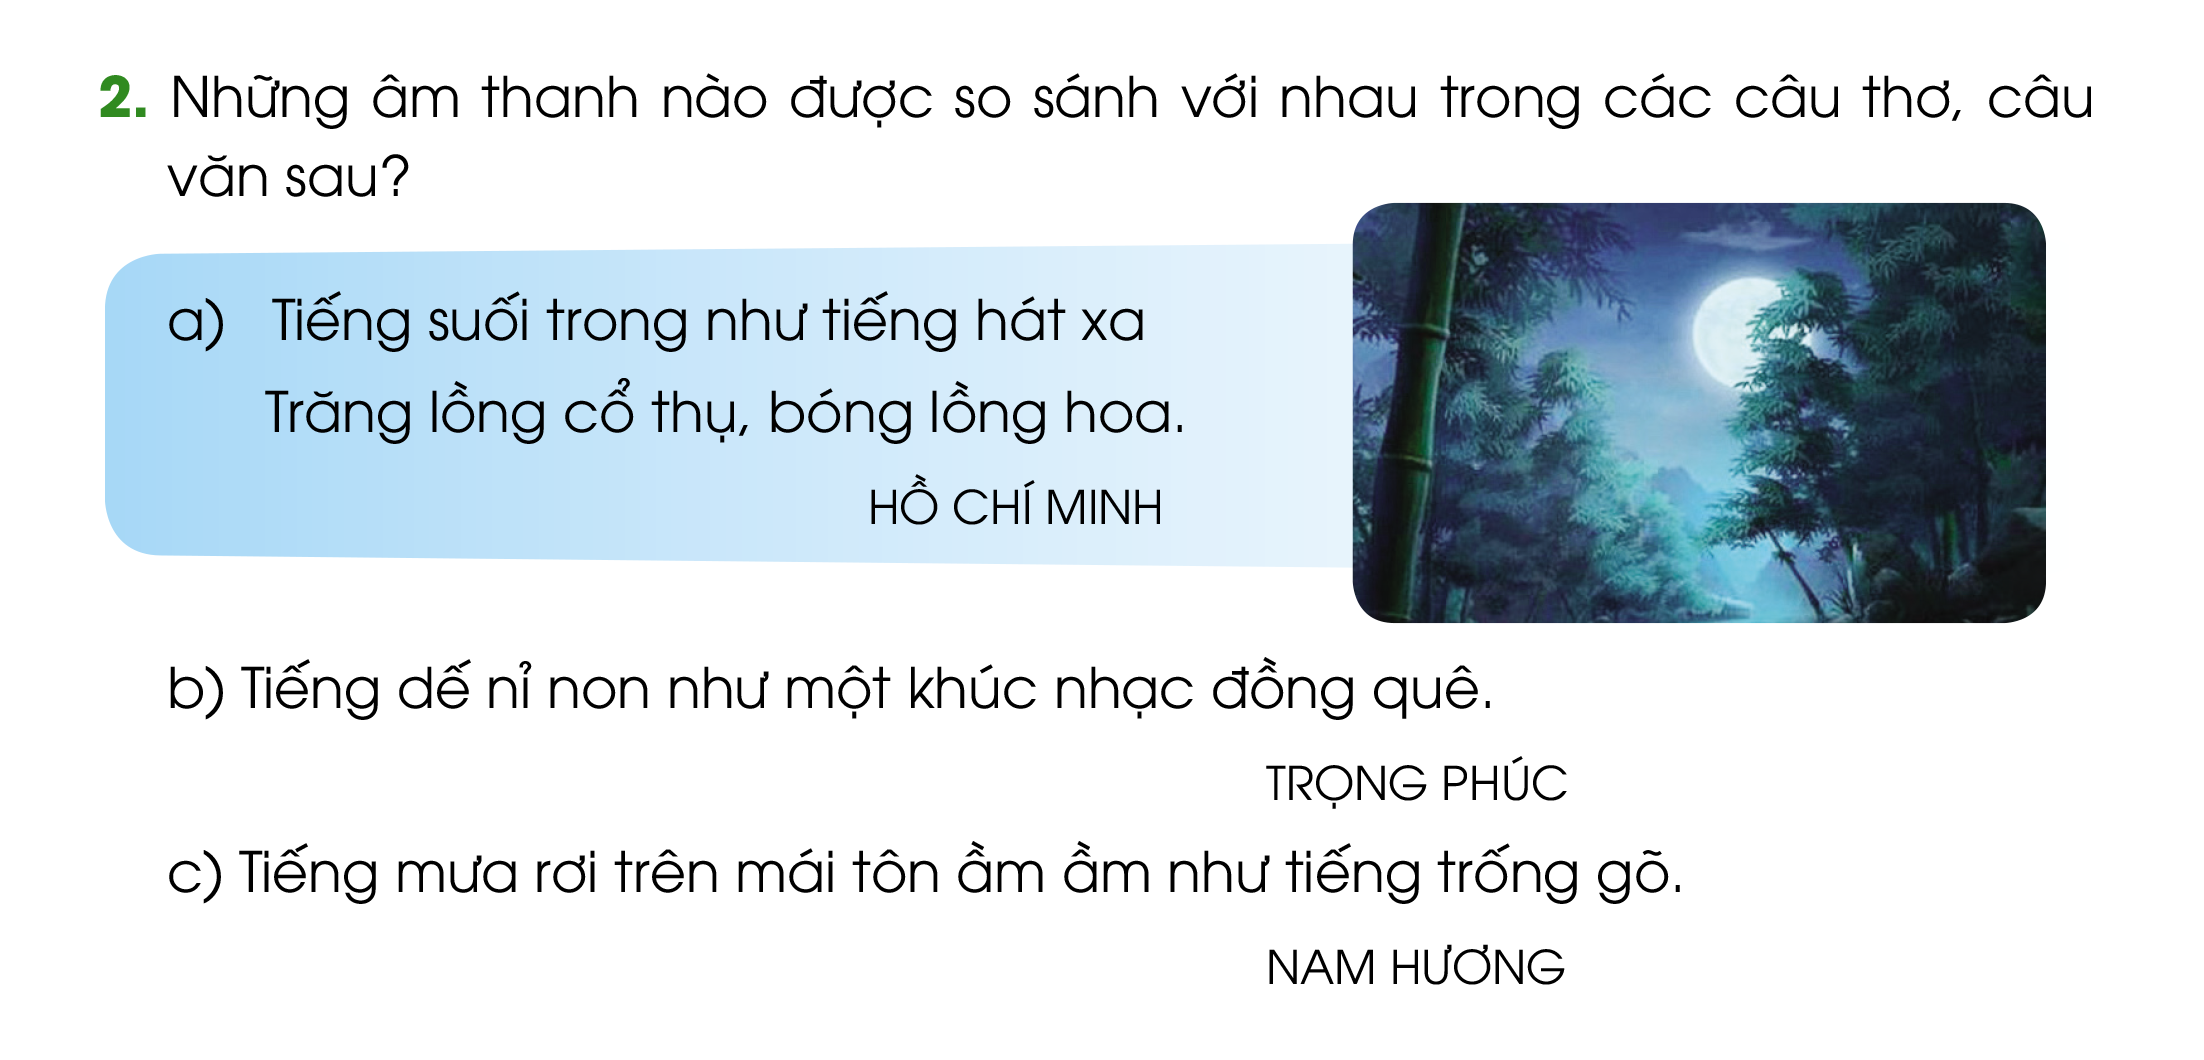 2. Những âm thanh nào được so sánh với nhau trong các câu thơ, câu
văn sau?
a) Tiếng suối trong như tiếng hát xa
Trăng lồng cổ thụ, bóng lồng hoa.
HỒ CHÍ MINH
b) Tiếng dế nỉ non như một khúc nhạc đồng quê.
TRỌNG PHÚC
c) Tiếng mưa rơi trên mái tôn ầm ầm như tiếng trống gõ.
NAM HƯƠNG